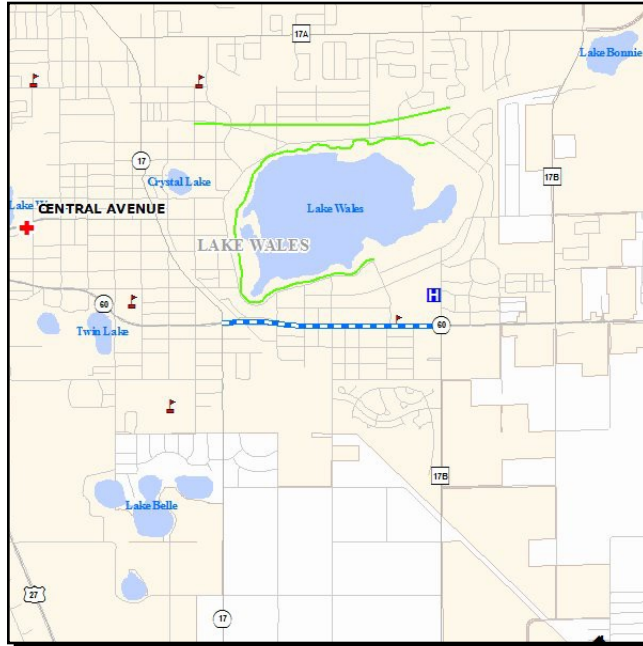 17A
Lake Bonnie
17
Crystal Lake
17B
CENTRAL AVENUE
Lake Wales
LAKE WALES
H
60
60
Twin Lake
17B
Lake Belle
27
17